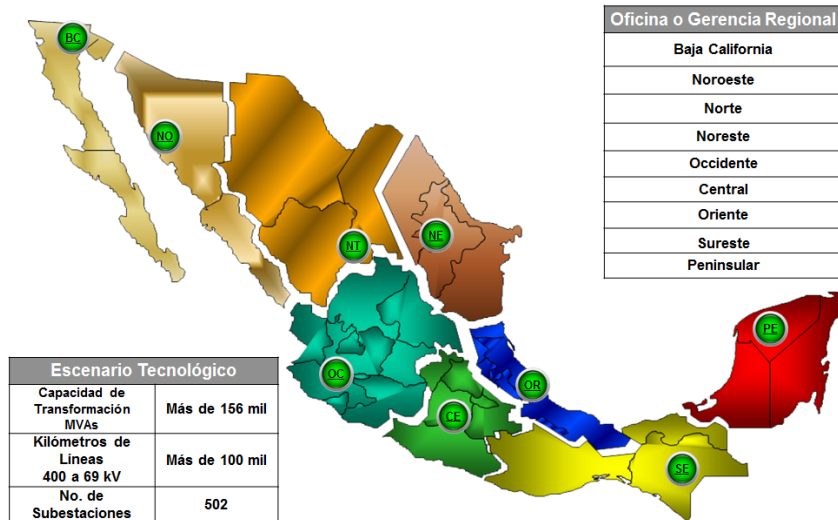 BC
Oficina o Gerencia Regional
Baja California
Noroeste
Norte
Noreste
Occidente
Central
Oriente
Sureste
Peninsular
NO
NT
NE
PE
OC
OR
CE
SE
Escenario Tecnológico
Capacidad de
Transformación
MVAs
Más de 156 mil
Kilómetros de
Líneas
400 a 69 kV
Más de 100 mil
No. de
Subestaciones
502